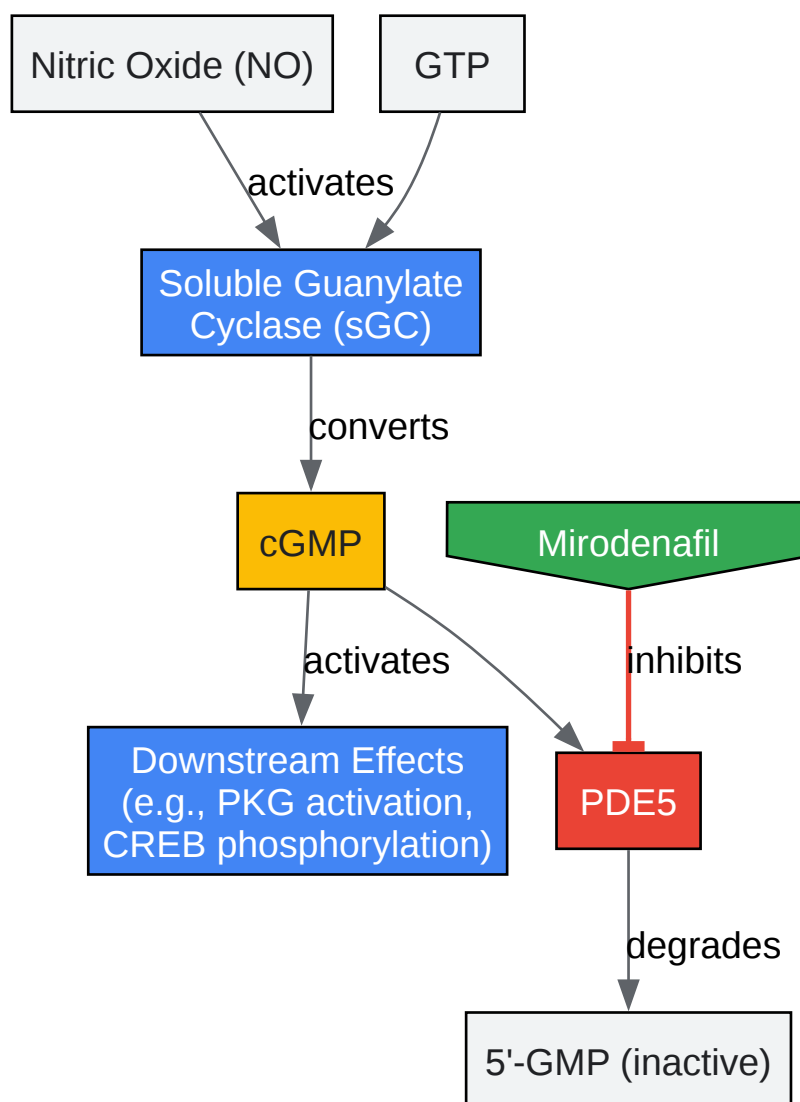 Nitric Oxide (NO)
GTP
activates
Soluble Guanylate
Cyclase (sGC)
converts
cGMP
Mirodenafil
activates
inhibits
Downstream Effects
(e.g., PKG activation,
CREB phosphorylation)
PDE5
degrades
5'-GMP (inactive)